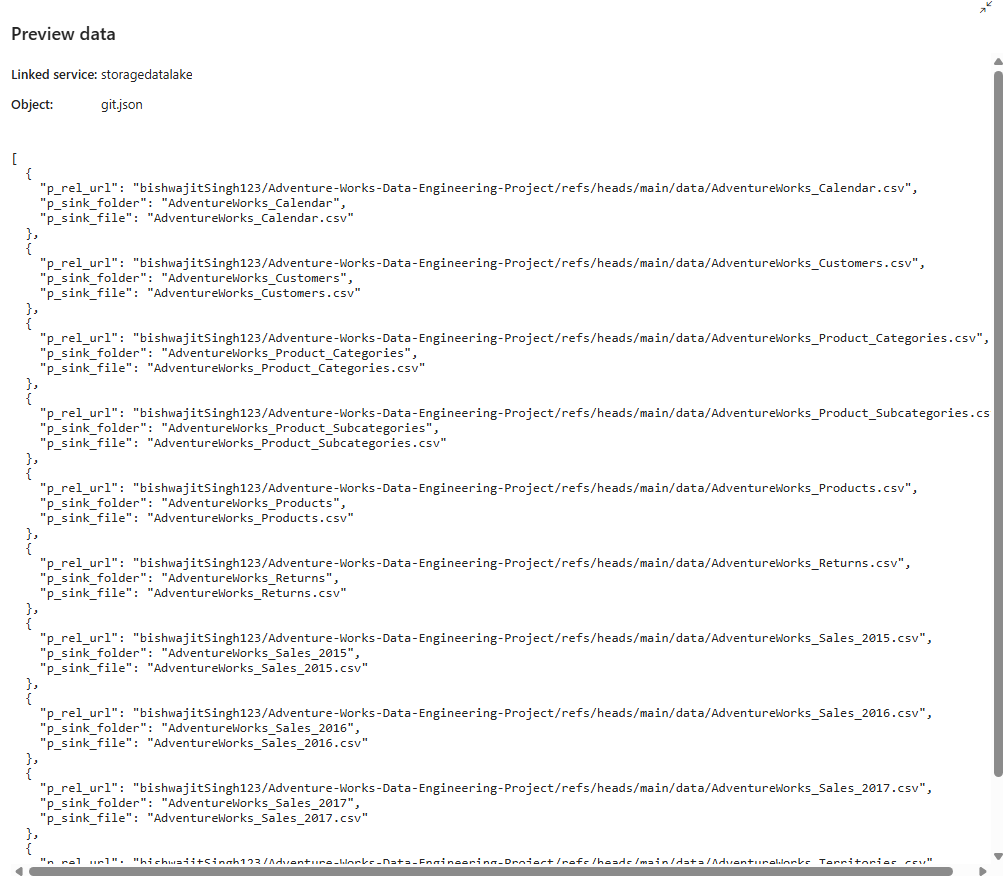 Preview data
Linked service: storagedatalake
Object: git.json
[
  {
    "p_rel_url": "bishwajitSingh123/Adventure-Works-Data-Engineering-Project/refs/heads/main/data/AdventureWorks_Calendar.csv",
    "p_sink_folder": "AdventureWorks_Calendar",
    "p_sink_file": "AdventureWorks_Calendar.csv"
  },
  {
    "p_rel_url": "bishwajitSingh123/Adventure-Works-Data-Engineering-Project/refs/heads/main/data/AdventureWorks_Customers.csv",
    "p_sink_folder": "AdventureWorks_Customers",
    "p_sink_file": "AdventureWorks_Customers.csv"
  },
  {
    "p_rel_url": "bishwajitSingh123/Adventure-Works-Data-Engineering-Project/refs/heads/main/data/AdventureWorks_Product_Categories.csv",
    "p_sink_folder": "AdventureWorks_Product_Categories",
    "p_sink_file": "AdventureWorks_Product_Categories.csv"
  },
  {
    "p_rel_url": "bishwajitSingh123/Adventure-Works-Data-Engineering-Project/refs/heads/main/data/AdventureWorks_Product_Subcategories.cs
    "p_sink_folder": "AdventureWorks_Product_Subcategories",
    "p_sink_file": "AdventureWorks_Product_Subcategories.csv"
  },
  {
    "p_rel_url": "bishwajitSingh123/Adventure-Works-Data-Engineering-Project/refs/heads/main/data/AdventureWorks_Products.csv",
    "p_sink_folder": "AdventureWorks_Products",
    "p_sink_file": "AdventureWorks_Products.csv"
  },
  {
    "p_rel_url": "bishwajitSingh123/Adventure-Works-Data-Engineering-Project/refs/heads/main/data/AdventureWorks_Returns.csv",
    "p_sink_folder": "AdventureWorks_Returns",
    "p_sink_file": "AdventureWorks_Returns.csv"
  },
  {
    "p_rel_url": "bishwajitSingh123/Adventure-Works-Data-Engineering-Project/refs/heads/main/data/AdventureWorks_Sales_2015.csv",
    "p_sink_folder": "AdventureWorks_Sales_2015",
    "p_sink_file": "AdventureWorks_Sales_2015.csv"
  },
  {
    "p_rel_url": "bishwajitSingh123/Adventure-Works-Data-Engineering-Project/refs/heads/main/data/AdventureWorks_Sales_2016.csv",
    "p_sink_folder": "AdventureWorks_Sales_2016",
    "p_sink_file": "AdventureWorks_Sales_2016.csv"
  },
  {
    "p_rel_url": "bishwajitSingh123/Adventure-Works-Data-Engineering-Project/refs/heads/main/data/AdventureWorks_Sales_2017.csv",
    "p_sink_folder": "AdventureWorks_Sales_2017",
    "p_sink_file": "AdventureWorks_Sales_2017.csv"
  },
  {
    "p_rel_url": "bishwajitSingh123/Adventure-Works-Data-Engineering-Project/refs/heads/main/data/AdventureWorks_Territories.csv"